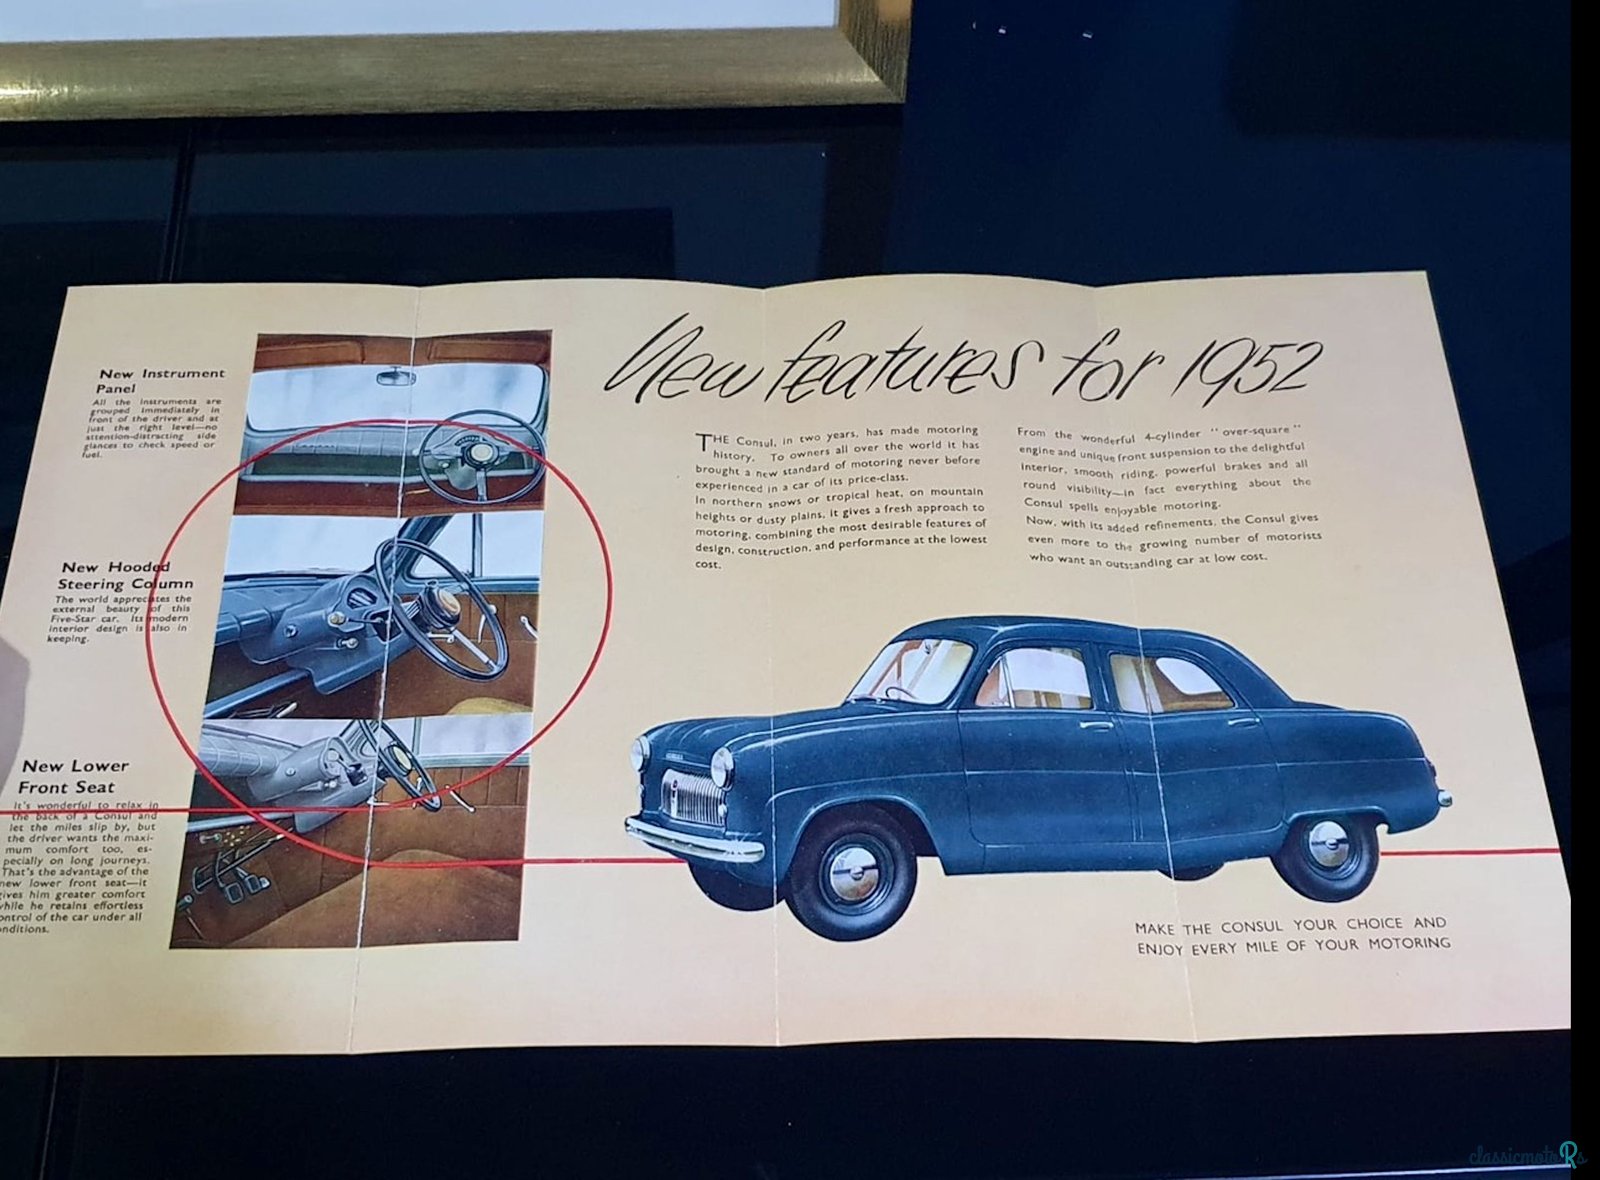 New features for 1952
New Instrument
Panel
All the instruments are
grouped immediately in
front of the driver and at
just the right level—no
attention-distracting side
glances to check speed or
fuel.
New Hooded
Steering Column
The world appreciates the
external beauty of this
Five-Star car. Its modern
interior design is also in
keeping.
New Lower
Front Seat
It's wonderful to relax in
the back of a Consul and
let the miles slip by, but
the driver wants the maxi-
mum comfort too, es-
pecially on long journeys.
That's the advantage of the
new lower front seat—it
gives him greater comfort
while he retains effortless
ontrol of the car under all
nditions.
THE Consul, in two years, has made motoring
history. To owners all over the world it has
brought a new standard of motoring never before
experienced in a car of its price-class.
In northern snows or tropical heat, on mountain
heights or dusty plains, it gives a fresh approach to
motoring, combining the most desirable features of
design, construction, and performance at the lowest
cost.
From the wonderful 4-cylinder "over-square"
engine and unique front suspension to the delightful
interior, smooth riding, powerful brakes and all
round visibility—in fact everything about the
Consul spells enjoyable motoring.
Now, with its added refinements, the Consul gives
even more to the growing number of motorists
who want an outstanding car at low cost.
MAKE THE CONSUL YOUR CHOICE AND
ENJOY EVERY MILE OF YOUR MOTORING
classicmotoRs